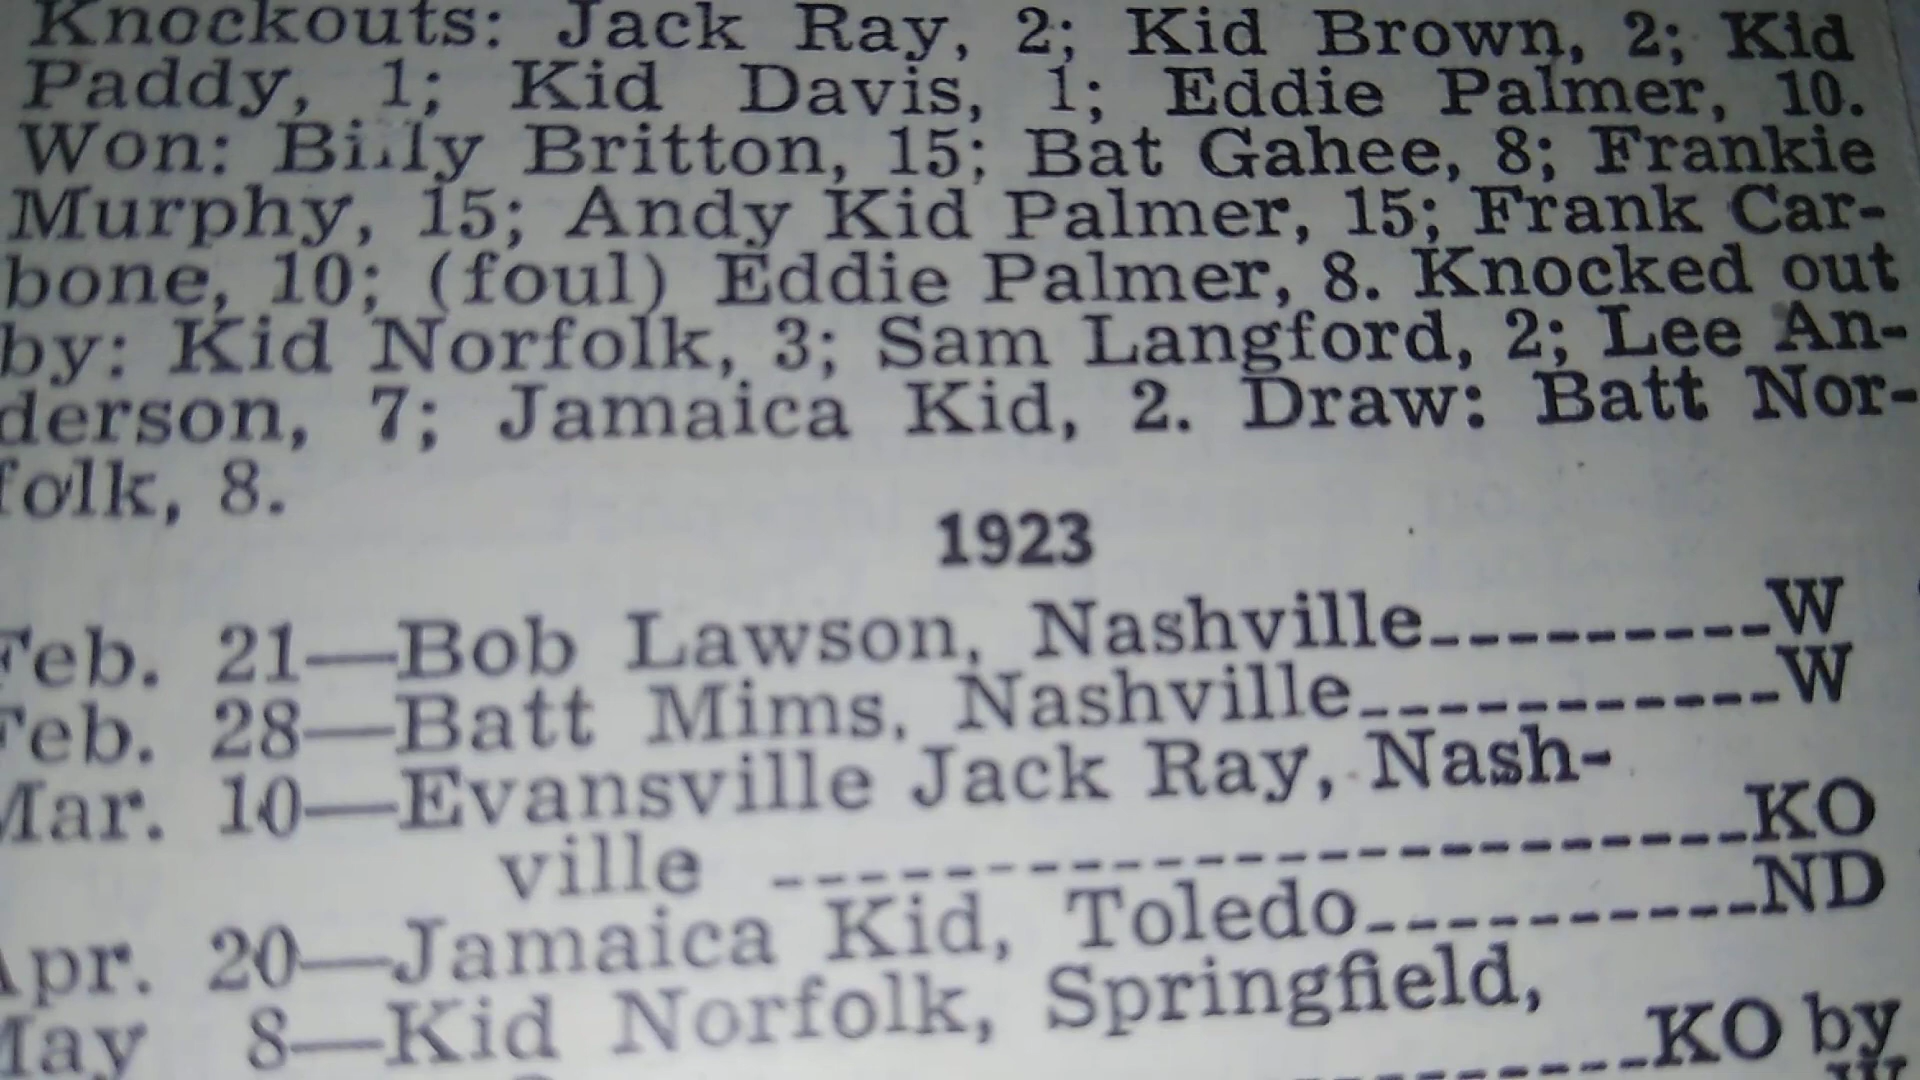 Knockouts: Jack Ray, 2; Kid Brown, 2; Kid
Paddy, 1; Kid Davis, 1; Eddie Palmer, 10.
Won: Billy Britton, 15; Bat Gahee, 8; Frankie
Murphy, 15; Andy Kid Palmer, 15; Frank Car-
bone, 10; (foul) Eddie Palmer, 8. Knocked out
by: Kid Norfolk, 3; Sam Langford, 2; Lee An-
derson, 7; Jamaica Kid, 2. Draw: Batt Nor-
folk, 8.
1923
Feb. 21—Bob Lawson, Nashville----------W
Feb. 28—Batt Mims, Nashville-----------W
Mar. 10—Evansville Jack Ray, Nash-
ville -----------------------KO
Apr. 20—Jamaica Kid, Toledo----------ND
May 8—Kid Norfolk, Springfield,
------KO by